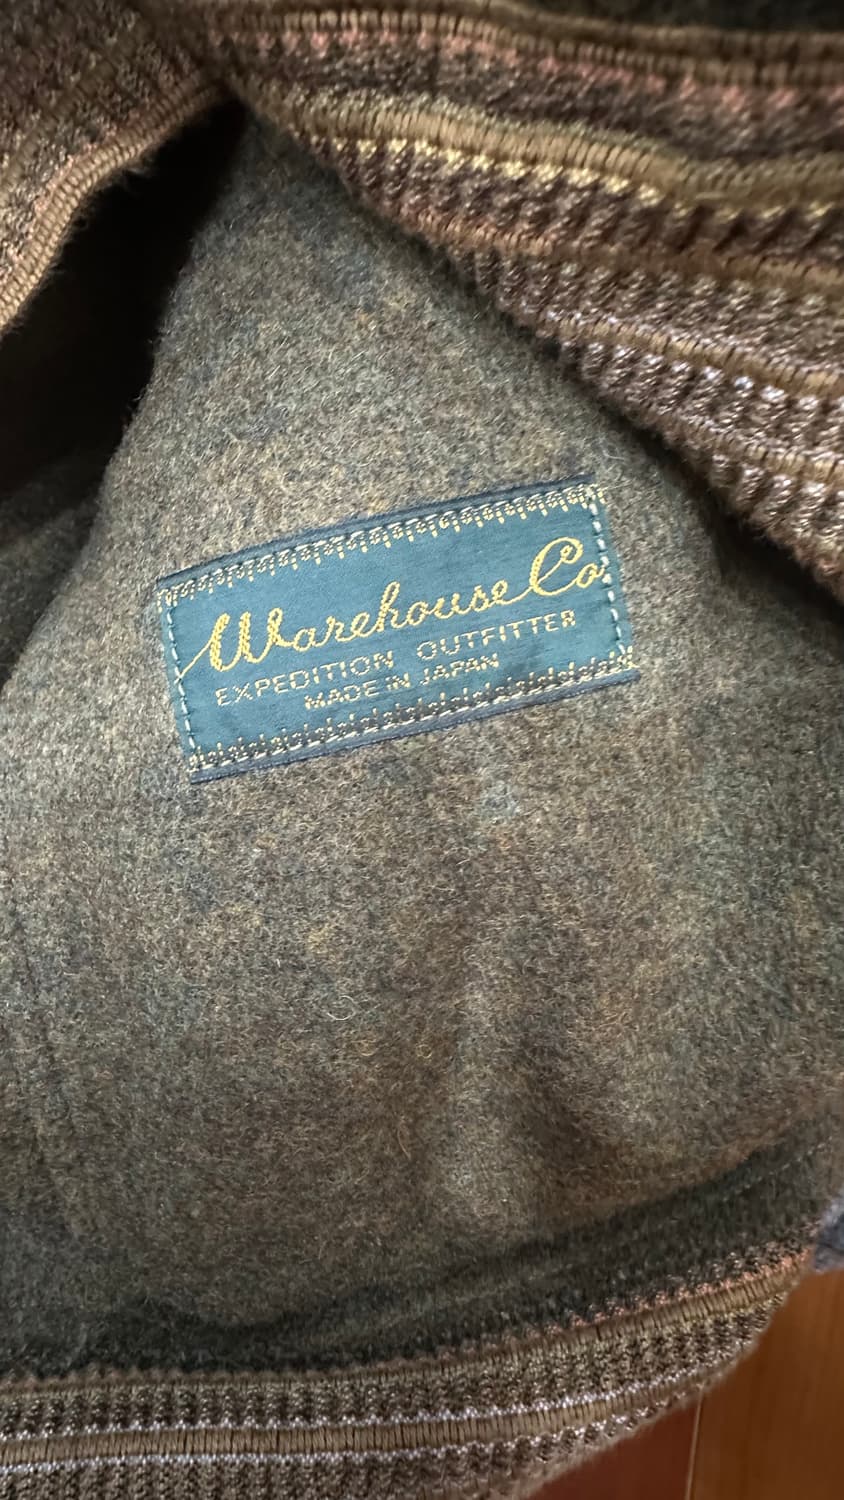 Warehouse Co
EXPEDITION OUTFITTER
MADE IN JAPAN